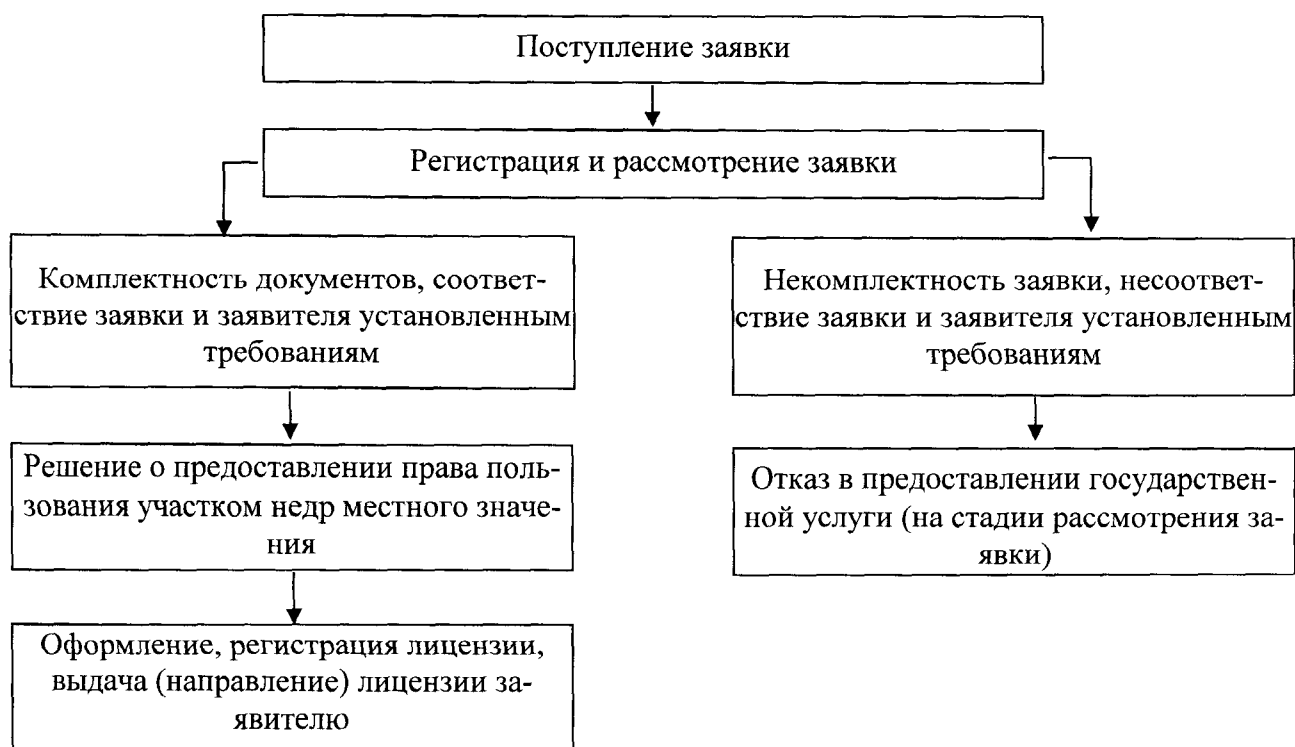 Поступление заявки
Регистрация и рассмотрение заявки
Комплектность документов, соответ-
ствие заявки и заявителя установленным
требованиям
Некомплектность заявки, несоответ-
ствие заявки и заявителя установленным
требованиям
Решение о предоставлении права поль-
зования участком недр местного значе-
ния
Отказ в предоставлении государствен-
ной услуги (на стадии рассмотрения за-
явки)
Оформление, регистрация лицензии,
выдача (направление) лицензии за-
явителю